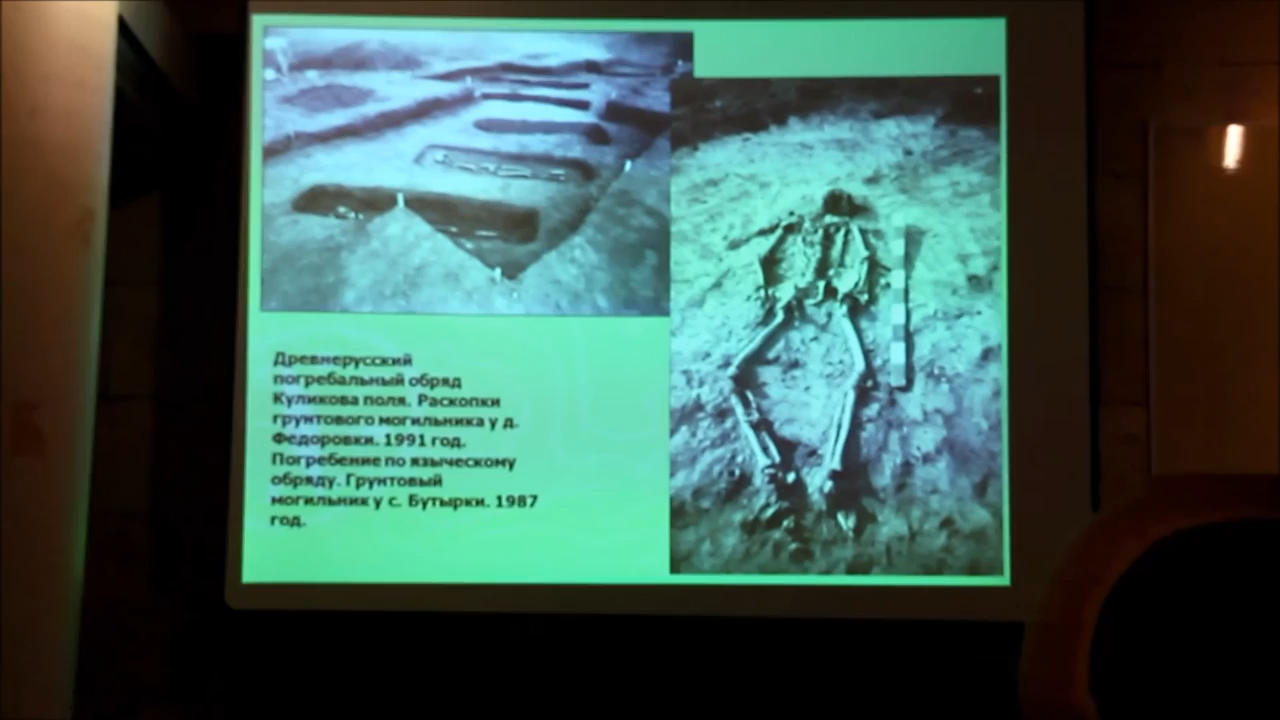 Древнерусский
погребальный обряд
Куликова поля. Раскопки
грунтового могильника у д.
Федоровки. 1991 год.
Погребение по языческому
обряду. Грунтовый
могильник у с. Бутырки. 1987
год.